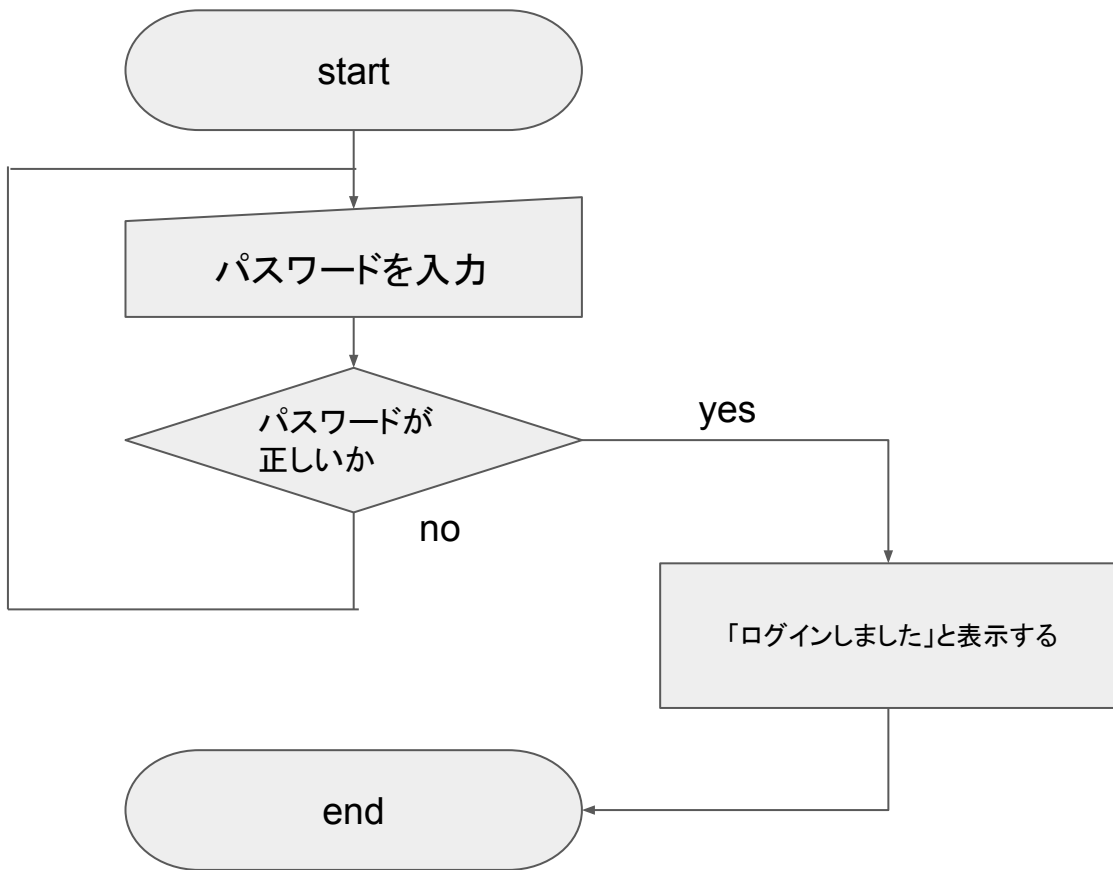 start
パスワードを入力
パスワードが
正しいか
yes
no
「ログインしました」と表示する
end